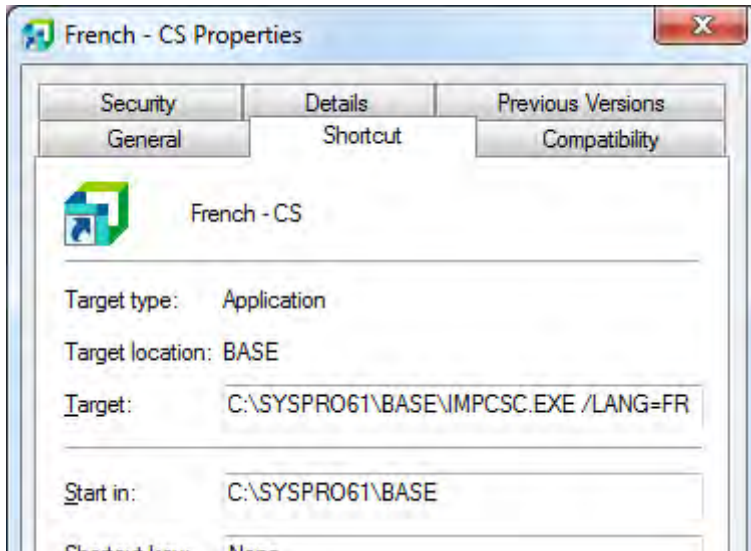 French - CS Properties
Security Details Previous Versions
General Shortcut Compatibility
French - CS
Target type: Application
Target location: BASE
Target: C:\SYSPRO61\BASE\IMPCSC.EXE /LANG=FR
Start in: C:\SYSPRO61\BASE